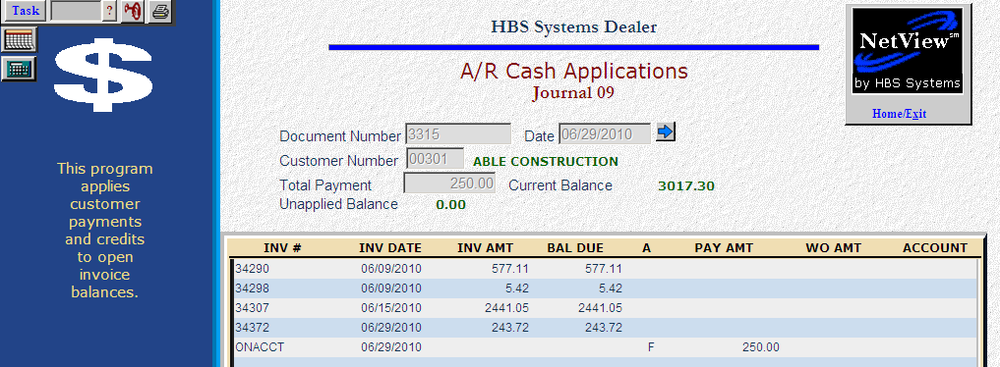 Task ?
HBS Systems Dealer
A/R Cash Applications
Journal 09
NetView SM
by HBS Systems
Home/Exit
Document Number 3315 Date 06/29/2010
Customer Number 00301 ABLE CONSTRUCTION
Total Payment 250.00 Current Balance 3017.30
Unapplied Balance 0.00
This program
applies
customer
payments
and credits
to open
invoice
balances.
INV # INV DATE INV AMT BAL DUE A PAY AMT WO AMT ACCOUNT
34290 06/09/2010 577.11 577.11
34298 06/09/2010 5.42 5.42
34307 06/15/2010 2441.05 2441.05
34372 06/29/2010 243.72 243.72
ONACCT 06/29/2010 F 250.00